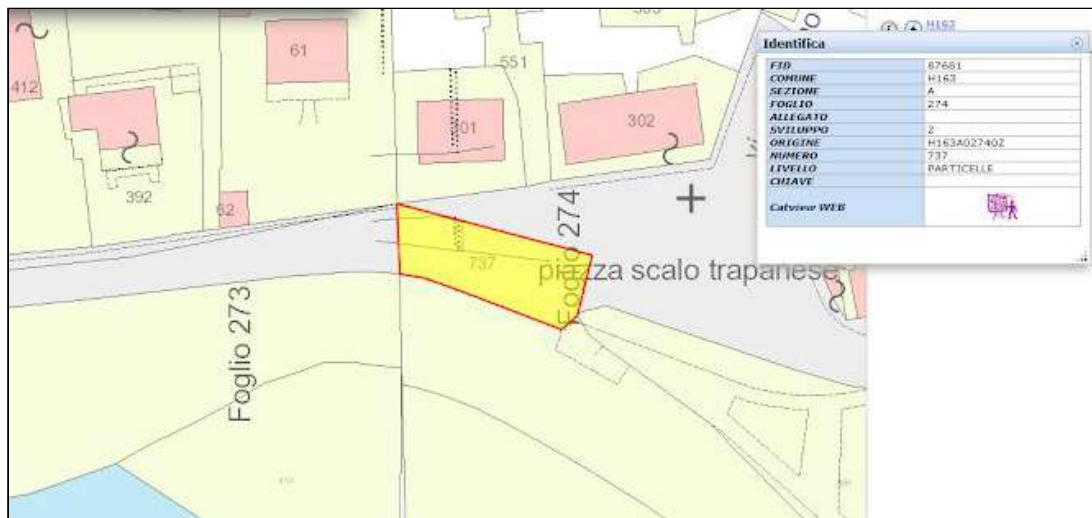 H163
Identifica
FID 87681
COMUNE H163
SEZIONE A
FOGLIO 274
ALLEGATO
SVILUPPO 2
ORIGINE H163A02740Z
NUMERO 737
LIVELLO PARTICELLE
CHIAVE
Catview WEB
61
551
412
301
302
392
62
737
piazza scalo trapanese
Foglio 274
Foglio 273